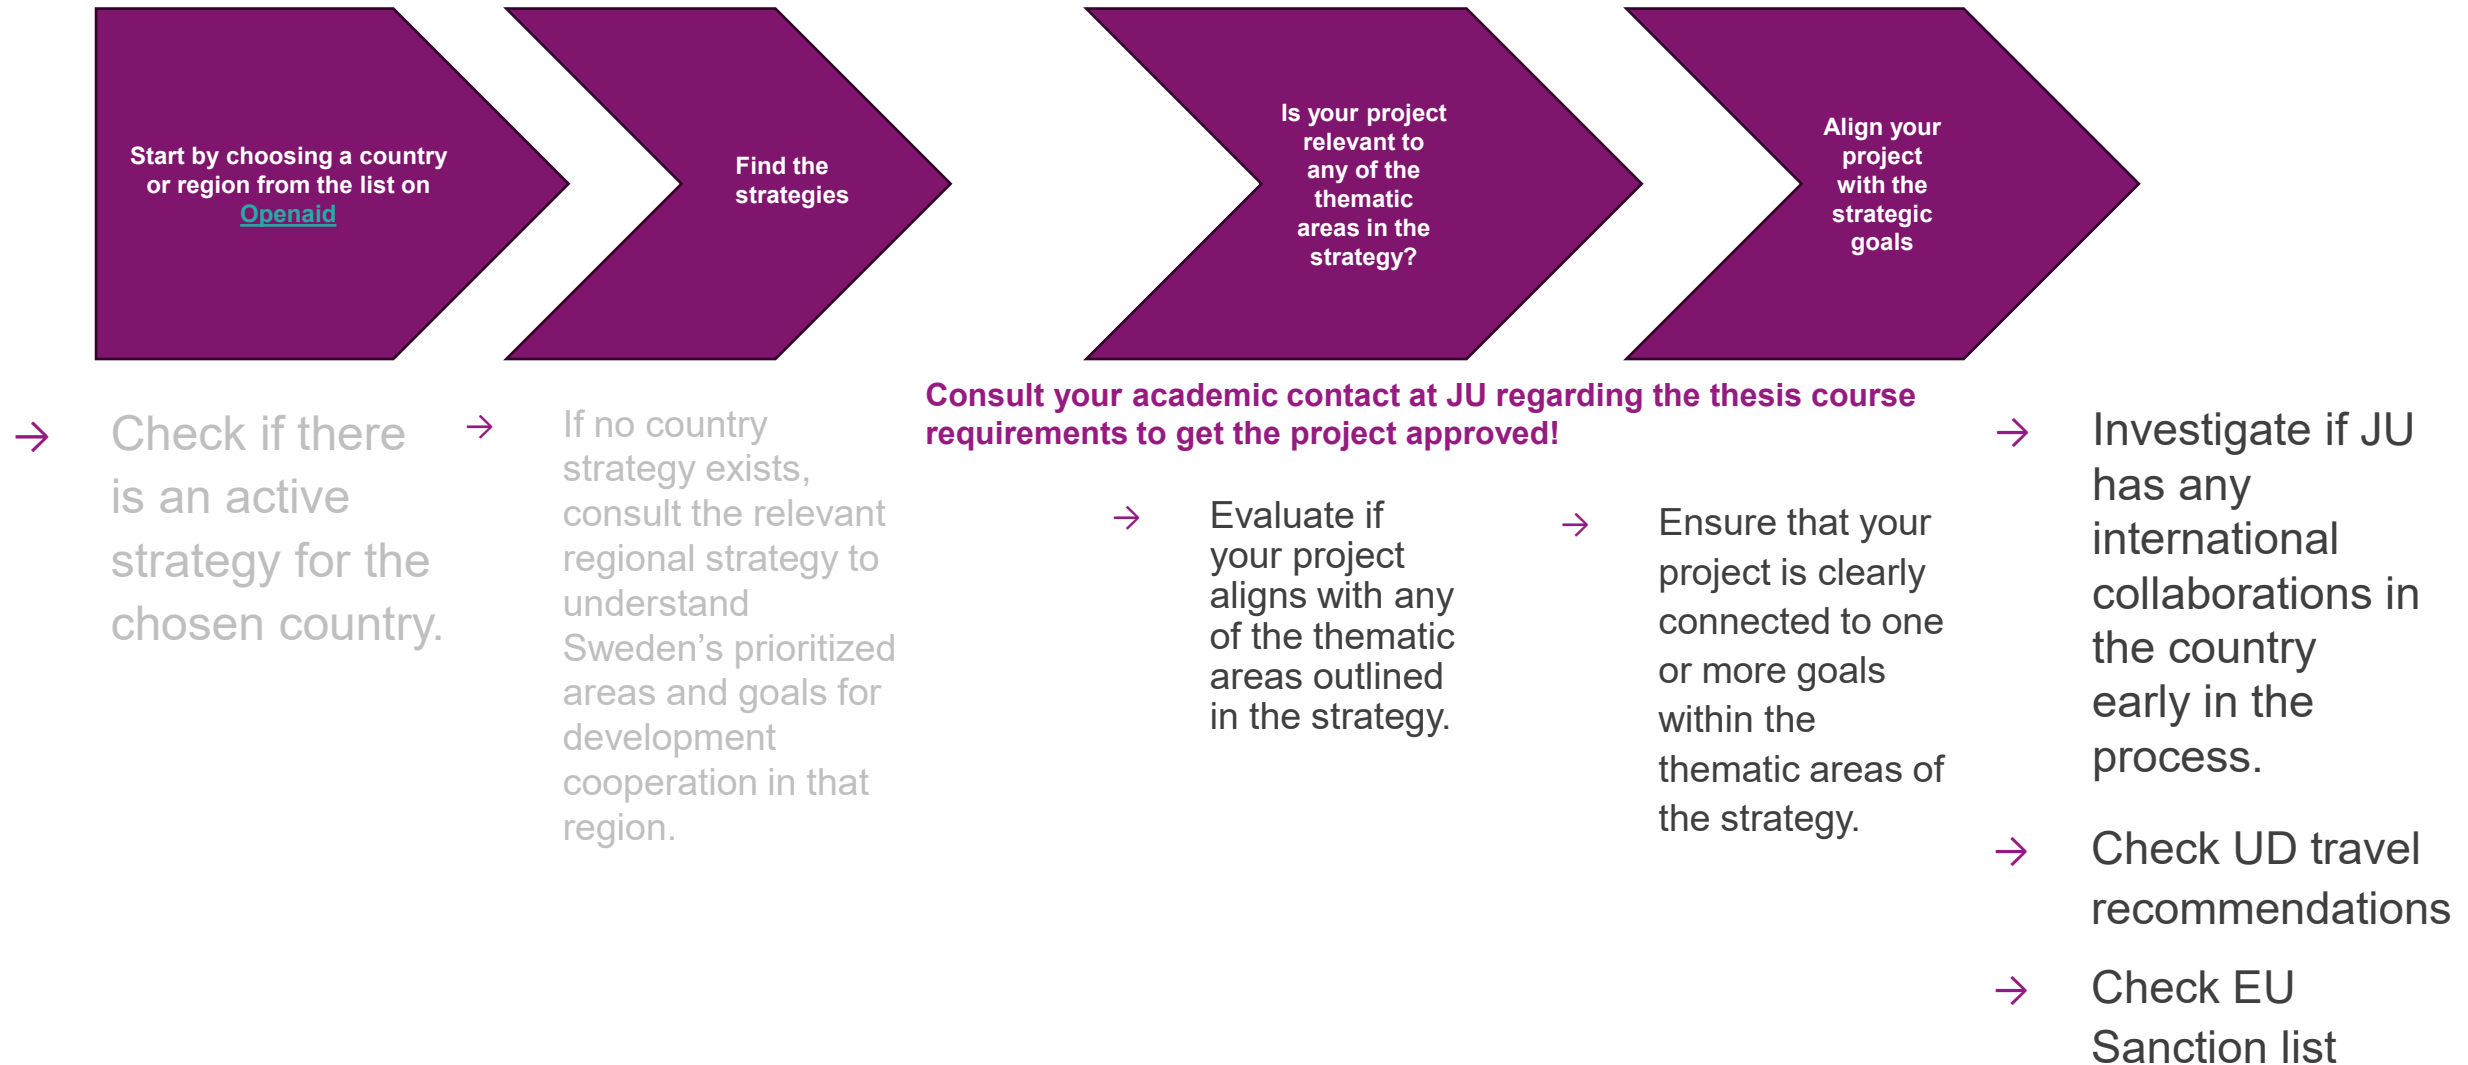 Start by choosing a country
or region from the list on
Openaid
Find the
strategies
Is your project
relevant to
any of the
thematic
areas in the
strategy?
Align your
project
with the
strategic
goals
→ Check if there
is an active
strategy for the
chosen country.
→ If no country
strategy exists,
consult the relevant
regional strategy to
understand
Sweden’s prioritized
areas and goals for
development
cooperation in that
region.
Consult your academic contact at JU regarding the thesis course
requirements to get the project approved!
→ Evaluate if
your project
aligns with any
of the thematic
areas outlined
in the strategy.
→ Ensure that your
project is clearly
connected to one
or more goals
within the
thematic areas of
the strategy.
→ Investigate if JU
has any
international
collaborations in
the country
early in the
process.
→ Check UD travel
recommendations
→ Check EU
Sanction list